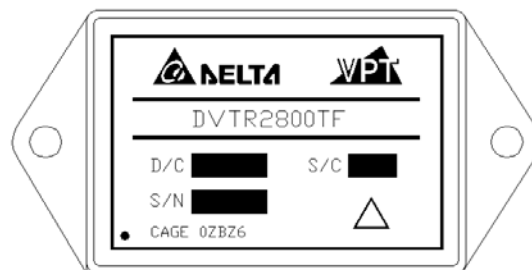 DELTA VPT
DVTR2800TF
D/C S/C
S/N
CAGE 0ZBZ6